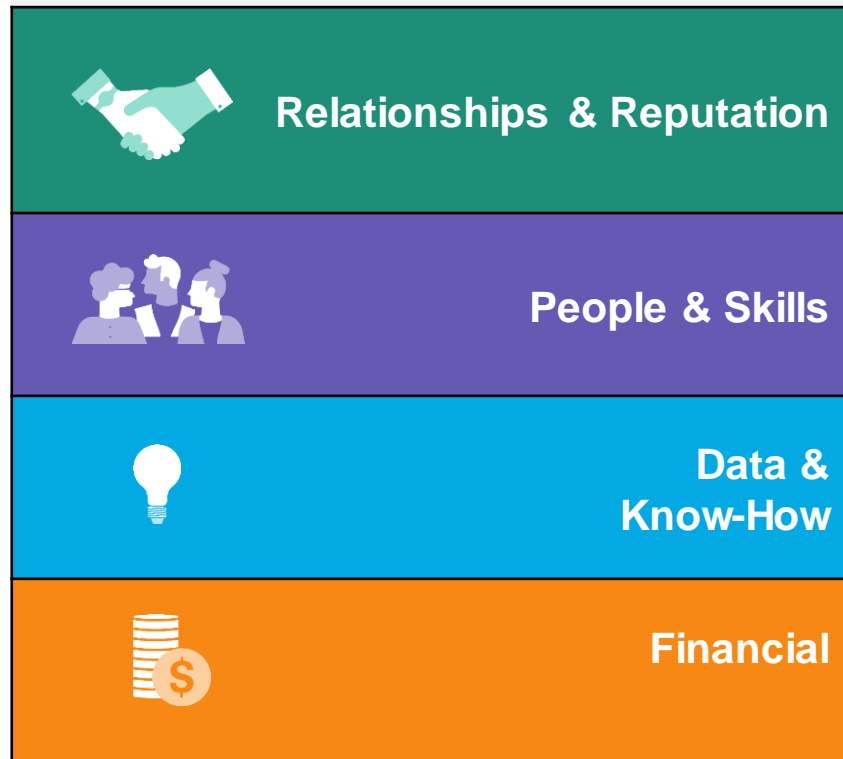 Relationships & Reputation
People & Skills
Data &
Know-How
$
Financial